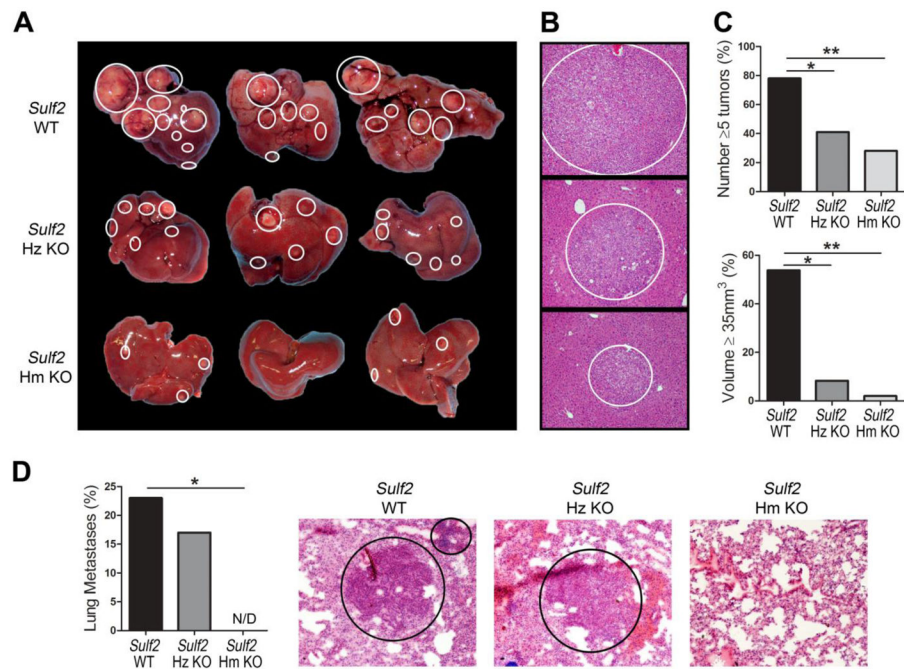 A
Sulf2
WT
Sulf2
Hz KO
Sulf2
Hm KO
B
C
Number ≥5 tumors (%)
100
80
60
40
20
0
**
*
Sulf2
WT
Sulf2
Hz KO
Sulf2
Hm KO
Volume ≥ 35mm³ (%)
60
40
20
0
**
*
Sulf2
WT
Sulf2
Hz KO
Sulf2
Hm KO
D
Lung Metastases (%)
25
20
15
10
5
0
*
N/D
Sulf2
WT
Sulf2
Hz KO
Sulf2
Hm KO
Sulf2
WT
Sulf2
Hz KO
Sulf2
Hm KO